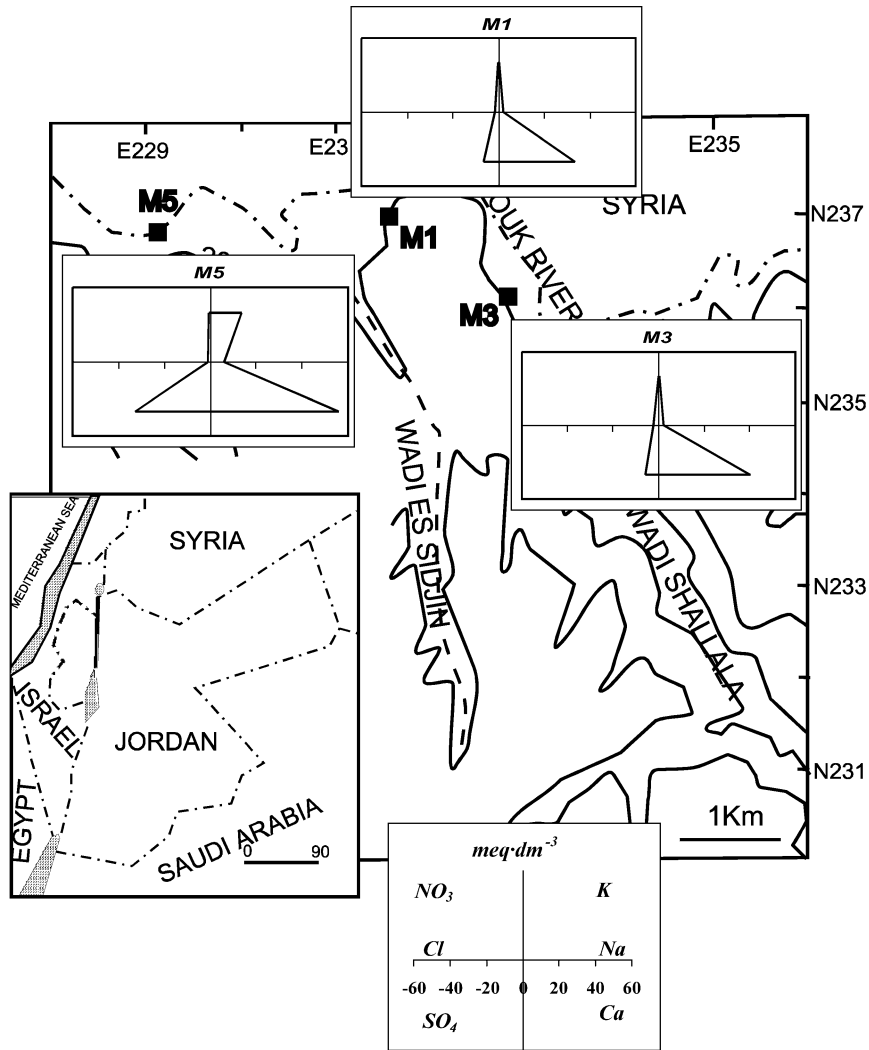 M1
E229
E23
E235
SYRIA
N237
M5
M1
OUK RIVER
M5
M3
M3
N235
WADI ES SIDJIN
WADI SHALLALA
N233
MEDITERRANEAN SEA
SYRIA
ISRAEL
JORDAN
N231
EGYPT
SAUDI ARABIA
0 90
1Km
meq·dm⁻³
NO₃ K
Cl Na
-60 -40 -20 0 20 40 60
SO₄ Ca